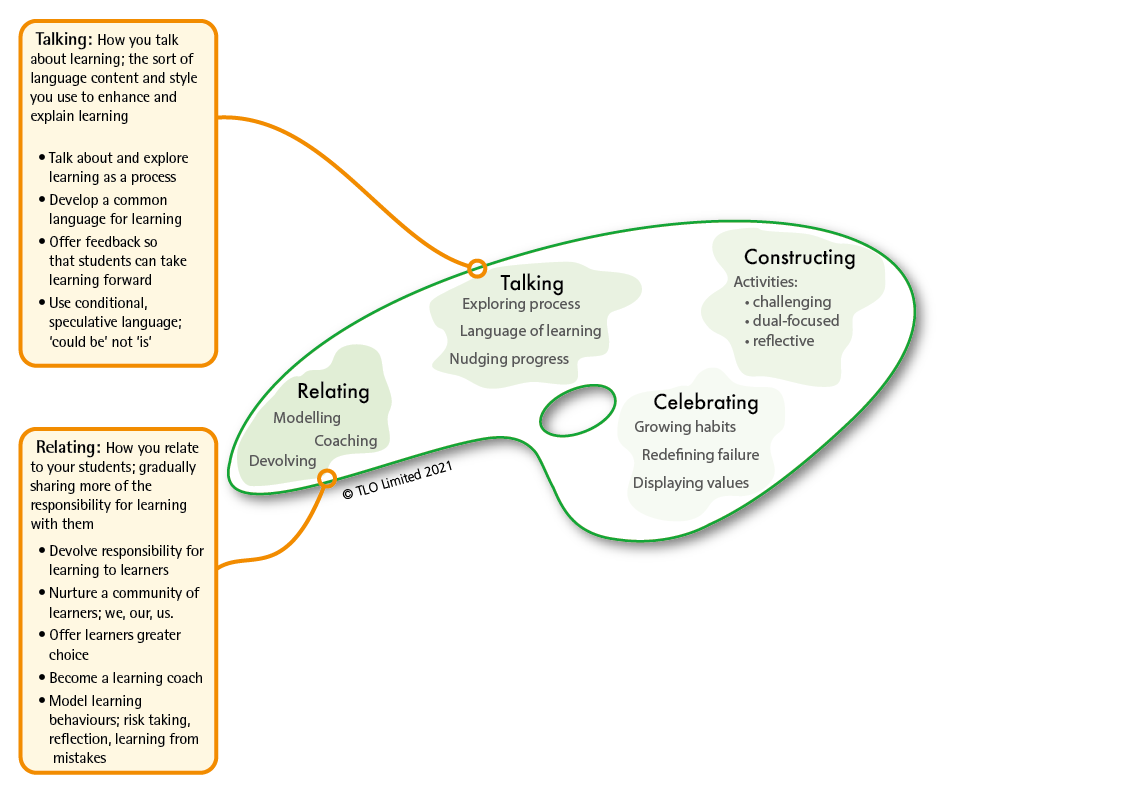 Talking: How you talk
about learning; the sort of
language content and style
you use to enhance and
explain learning
• Talk about and explore
learning as a process
• Develop a common
language for learning
• Offer feedback so
that students can take
learning forward
• Use conditional,
speculative language;
‘could be’ not ‘is‘
Relating: How you relate
to your students; gradually
sharing more of the
responsibility for learning
with them
• Devolve responsibility for
learning to learners
• Nurture a community of
learners; we, our, us.
• Offer learners greater
choice
• Become a learning coach
• Model learning
behaviours; risk taking,
reflection, learning from
mistakes
Relating
Modelling
Coaching
Devolving
Talking
Exploring process
Language of learning
Nudging progress
Constructing
Activities:
• challenging
• dual-focused
• reflective
Celebrating
Growing habits
Redefining failure
Displaying values
© TLO Limited 2021